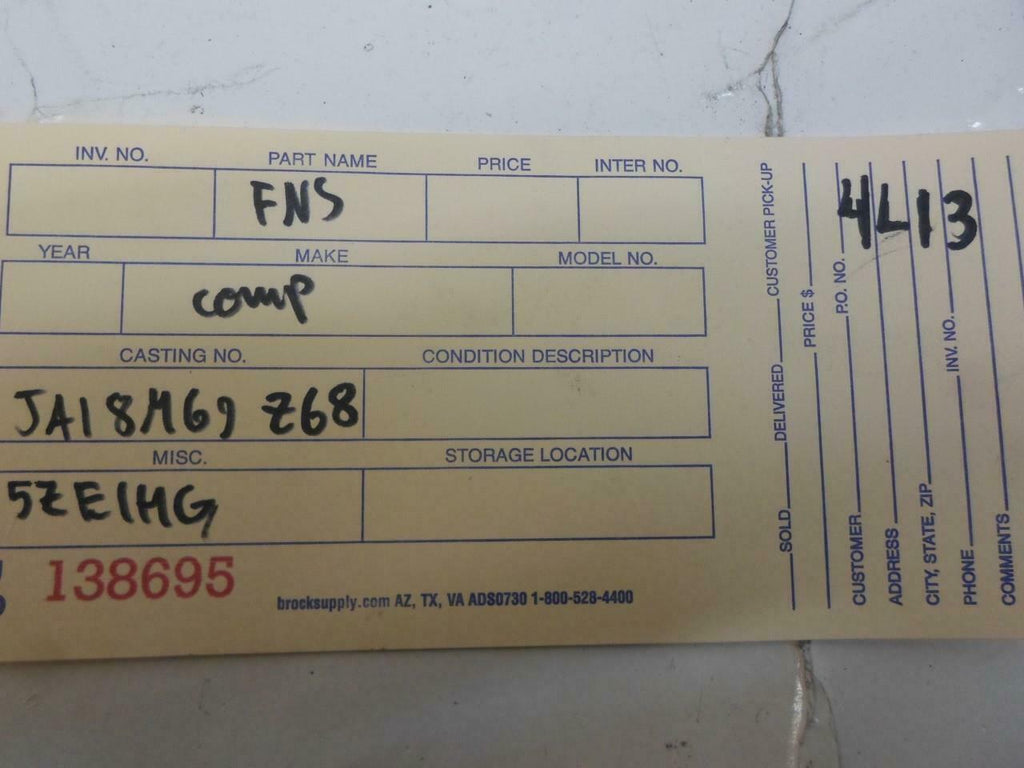 INV. NO. PART NAME PRICE INTER NO.
FNS
YEAR MAKE MODEL NO.
comp
CASTING NO. CONDITION DESCRIPTION
JA18M69 Z68
MISC. STORAGE LOCATION
5ZE1MG
138695
brocksupply.com AZ, TX, VA ADS0730 1-800-528-4400
SOLD DELIVERED CUSTOMER PICK-UP
PRICE $
4L13
CUSTOMER P.O. NO.
ADDRESS
CITY, STATE, ZIP
PHONE INV. NO.
COMMENTS